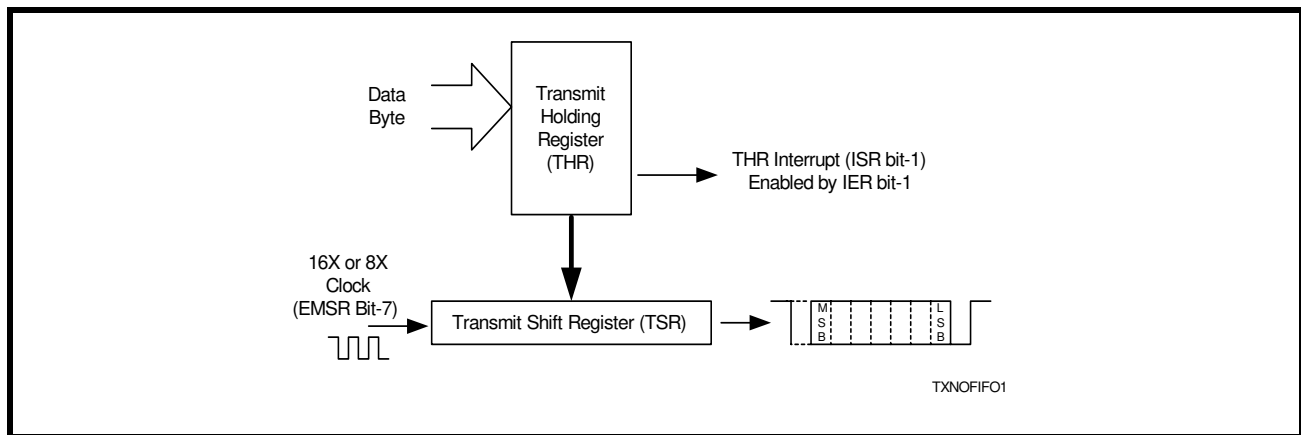 Data
Byte
Transmit
Holding
Register
(THR)
THR Interrupt (ISR bit-1)
Enabled by IER bit-1
16X or 8X
Clock
(EMSR Bit-7)
Transmit Shift Register (TSR)
M
S
B
L
S
B
TXNOFIFO1